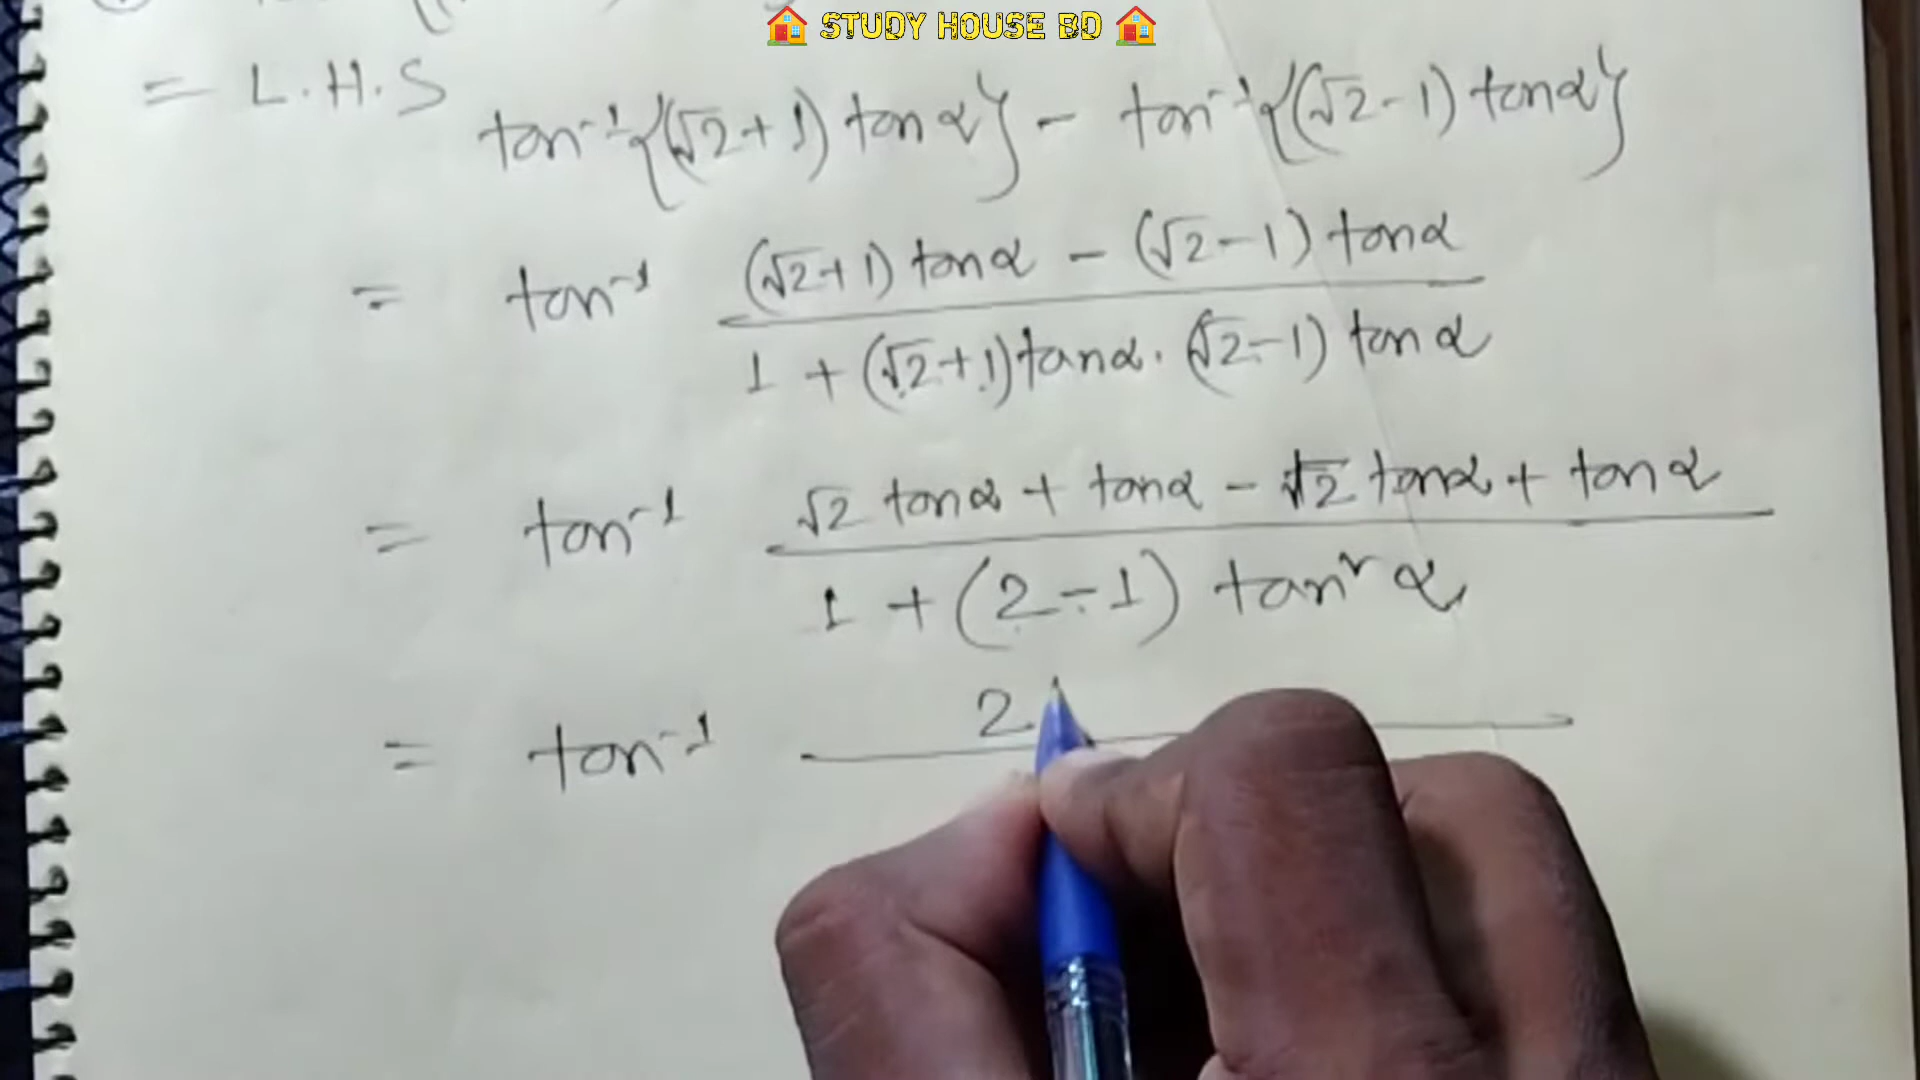 🏠 STUDY HOUSE BD 🏠
= L.H.S tan⁻¹{(√2+1) tanα} - tan⁻¹{(√2-1) tanα}
= tan⁻¹ (√2+1) tanα - (√2-1) tanα
1 + (√2+1) tanα . (√2-1) tanα
= tan⁻¹ √2 tanα + tanα - √2 tanα + tanα
1 + (2-1) tan²α
= tan⁻¹ 2